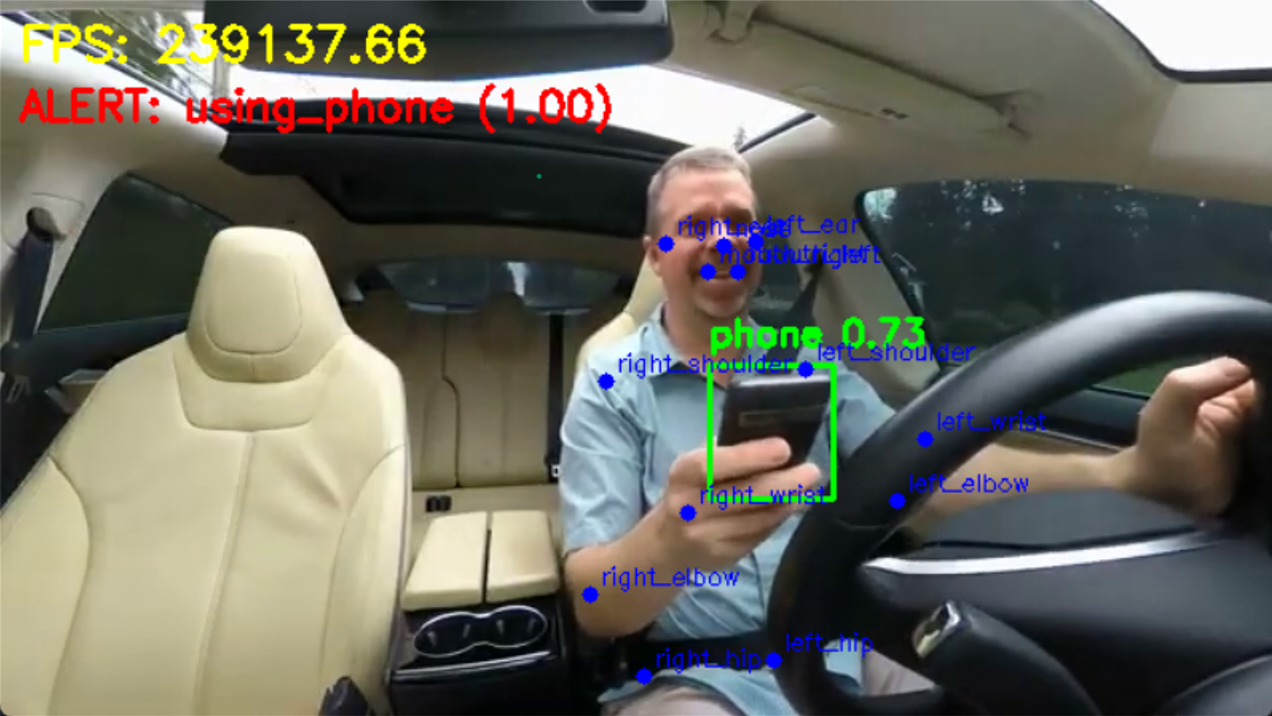 FPS: 239137.66
ALERT: using_phone (1.00)
left_ear
phone 0.73
right_shoulder
left_shoulder
left_wrist
left_elbow
right_wrist
right_elbow
left_hip
right_hip